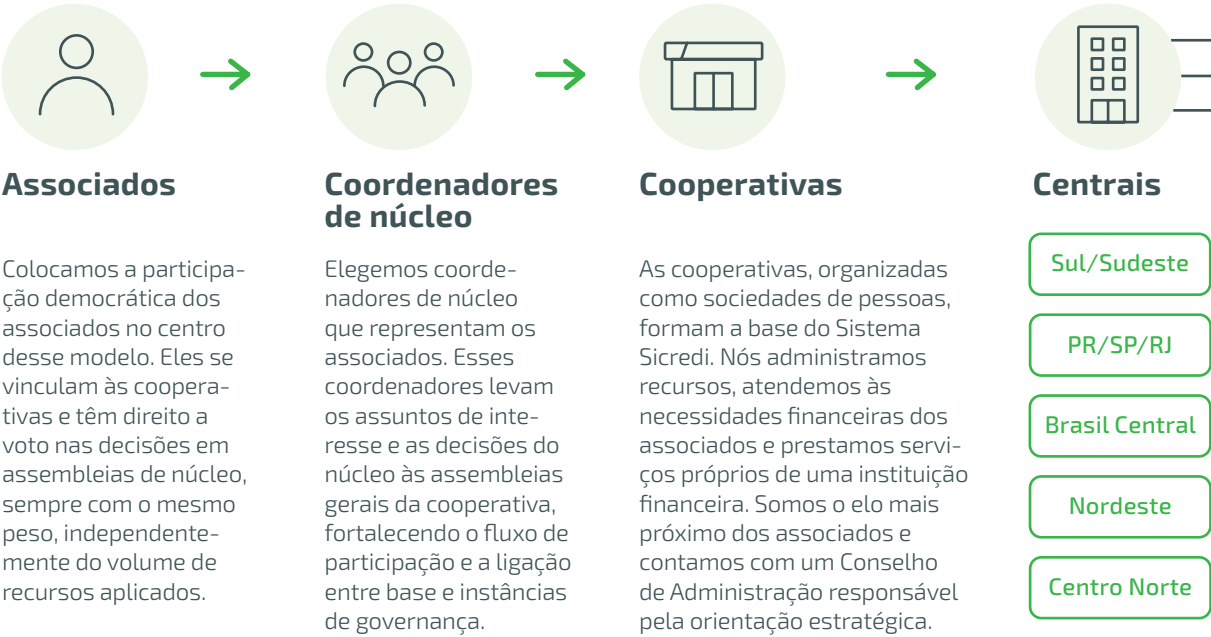 Associados
Colocamos a participa-
ção democrática dos
associados no centro
desse modelo. Eles se
vinculam às coopera-
tivas e têm direito a
voto nas decisões em
assembleias de núcleo,
sempre com o mesmo
peso, independente-
mente do volume de
recursos aplicados.
Coordenadores
de núcleo
Elegemos coorde-
nadores de núcleo
que representam os
associados. Esses
coordenadores levam
os assuntos de inte-
resse e as decisões do
núcleo às assembleias
gerais da cooperativa,
fortalecendo o fluxo de
participação e a ligação
entre base e instâncias
de governança.
Cooperativas
As cooperativas, organizadas
como sociedades de pessoas,
formam a base do Sistema
Sicredi. Nós administramos
recursos, atendemos às
necessidades financeiras dos
associados e prestamos servi-
ços próprios de uma instituição
financeira. Somos o elo mais
próximo dos associados e
contamos com um Conselho
de Administração responsável
pela orientação estratégica.
Centrais
Sul/Sudeste
PR/SP/RJ
Brasil Central
Nordeste
Centro Norte